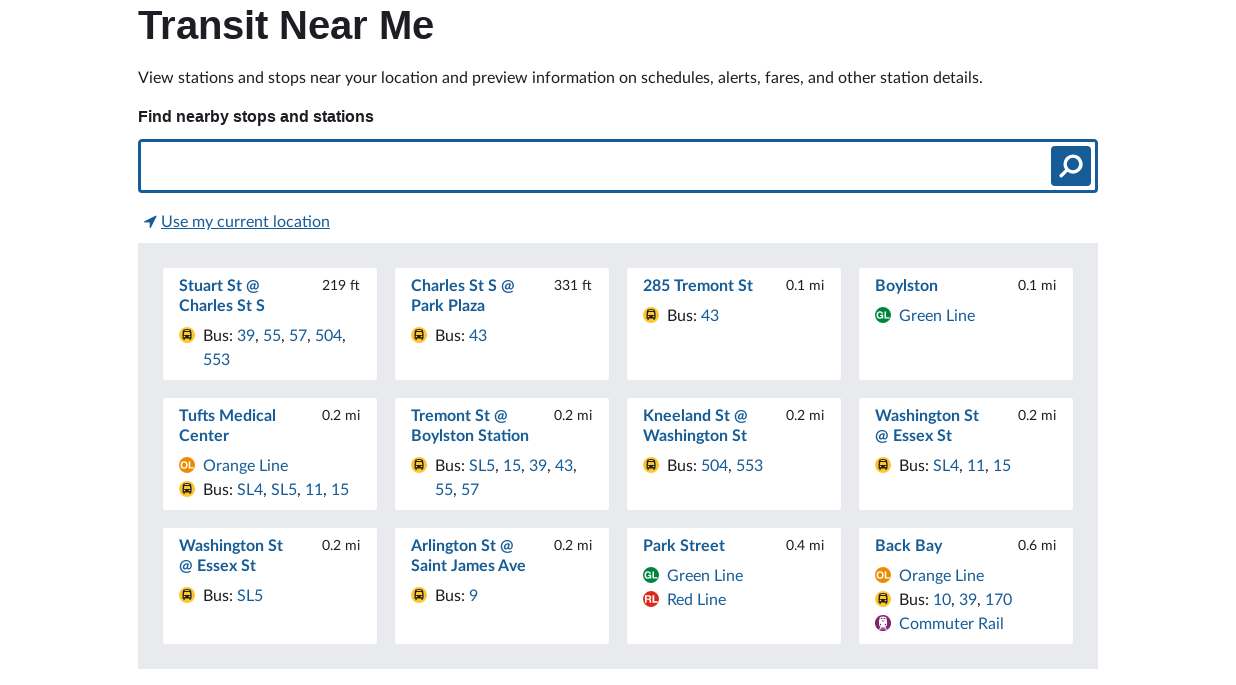 Transit Near Me
View stations and stops near your location and preview information on schedules, alerts, fares, and other station details.
Find nearby stops and stations
Use my current location
Stuart St @ 219 ft
Charles St S
Bus: 39, 55, 57, 504,
553
Charles St S @ 331 ft
Park Plaza
Bus: 43
285 Tremont St 0.1 mi
Bus: 43
Boylston 0.1 mi
GL Green Line
Tufts Medical 0.2 mi
Center
OL Orange Line
Bus: SL4, SL5, 11, 15
Tremont St @ 0.2 mi
Boylston Station
Bus: SL5, 15, 39, 43,
55, 57
Kneeland St @ 0.2 mi
Washington St
Bus: 504, 553
Washington St 0.2 mi
@ Essex St
Bus: SL4, 11, 15
Washington St 0.2 mi
@ Essex St
Bus: SL5
Arlington St @ 0.2 mi
Saint James Ave
Bus: 9
Park Street 0.4 mi
GL Green Line
RL Red Line
Back Bay 0.6 mi
OL Orange Line
Bus: 10, 39, 170
Commuter Rail